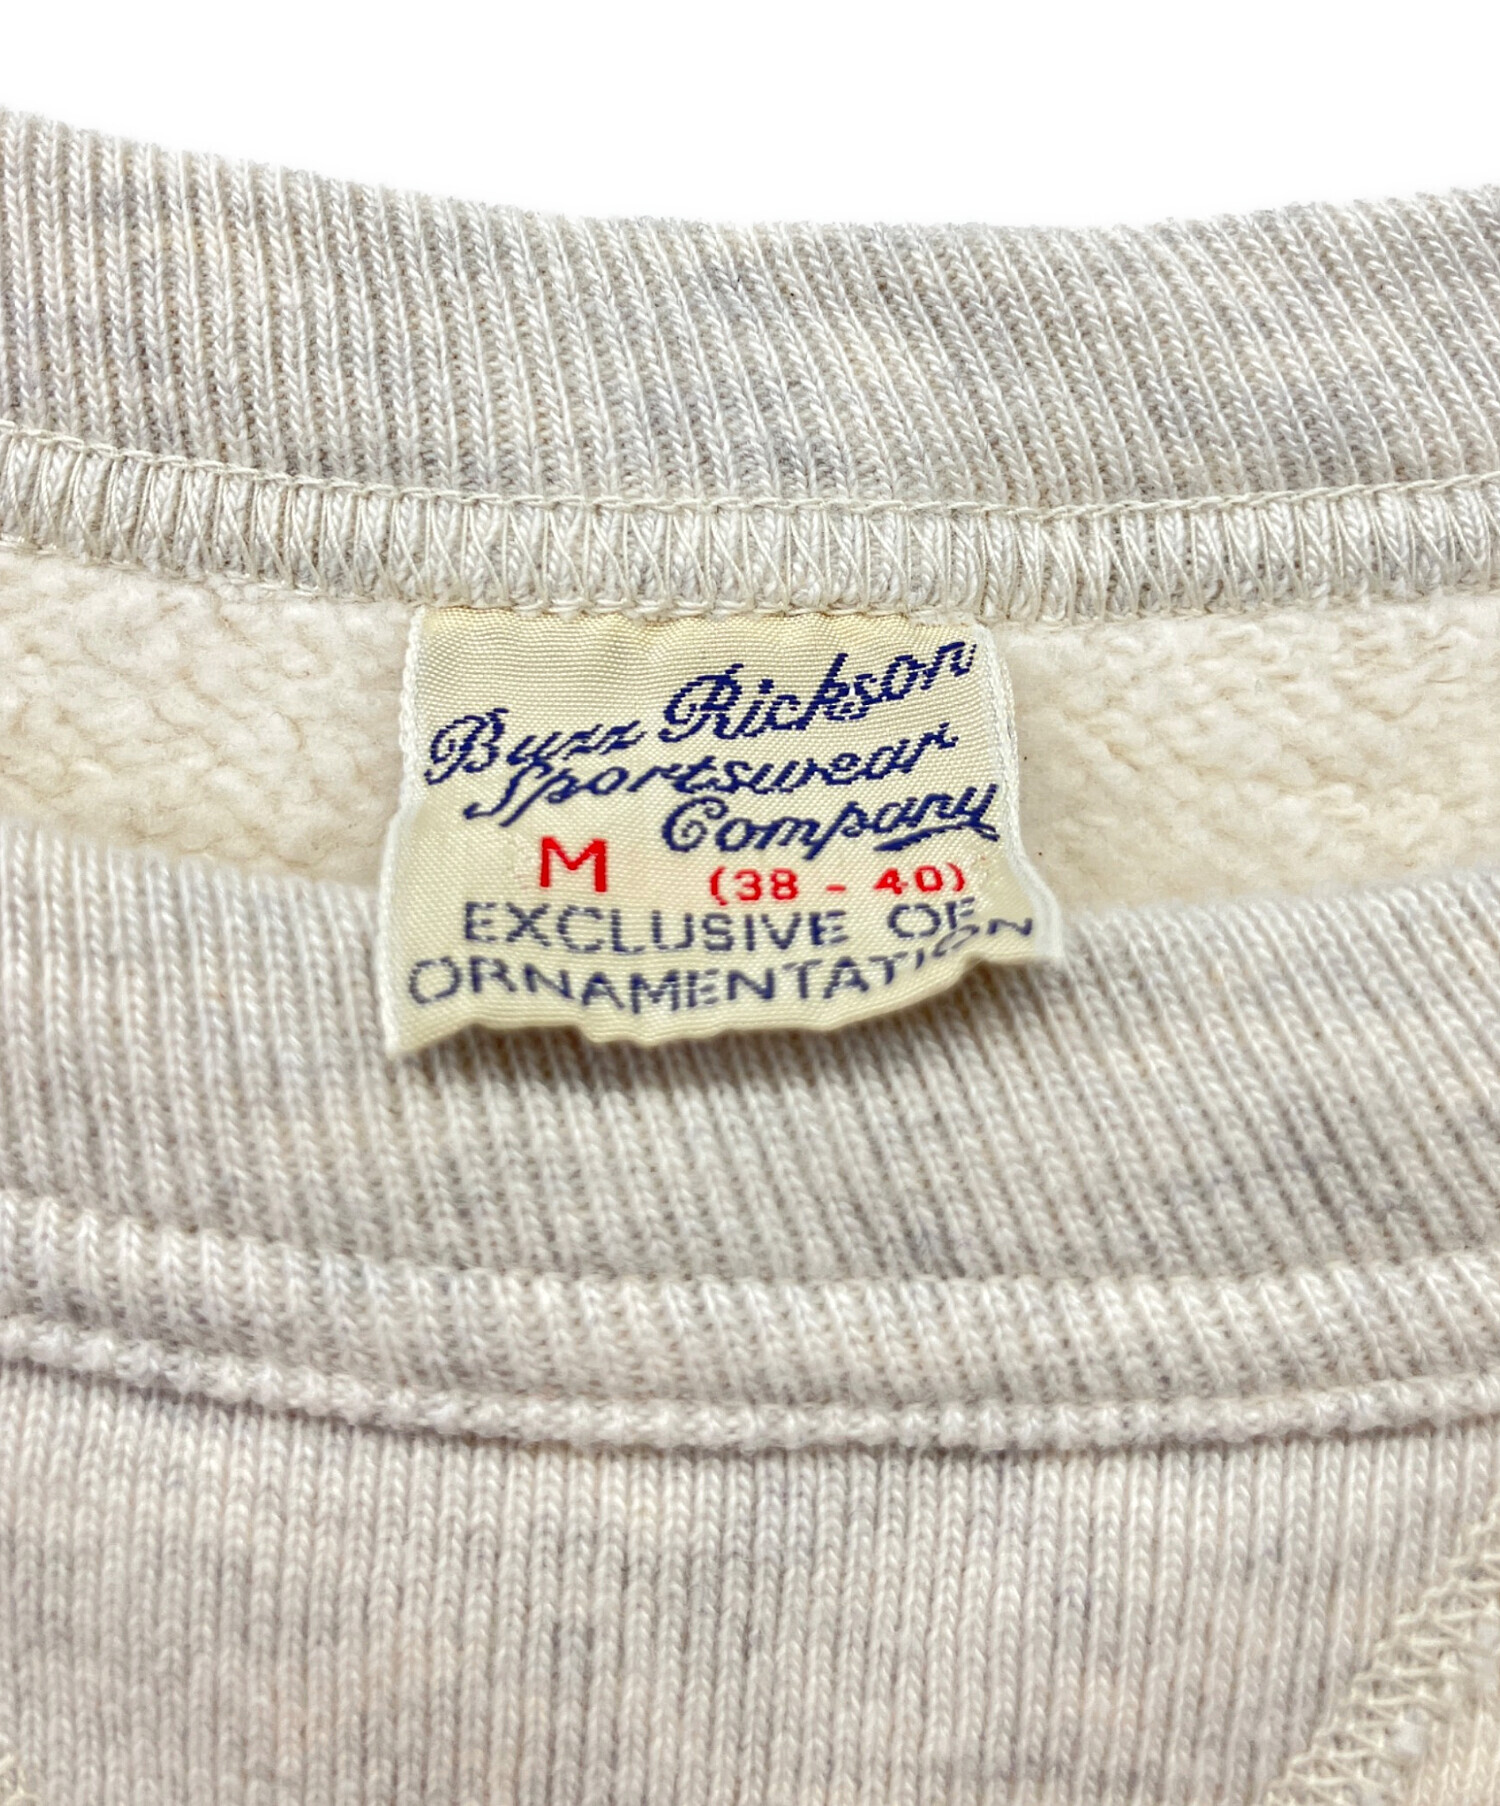 Buzz Rickson
Sportswear
Company
M (38 - 40)
EXCLUSIVE OF
ORNAMENTATION